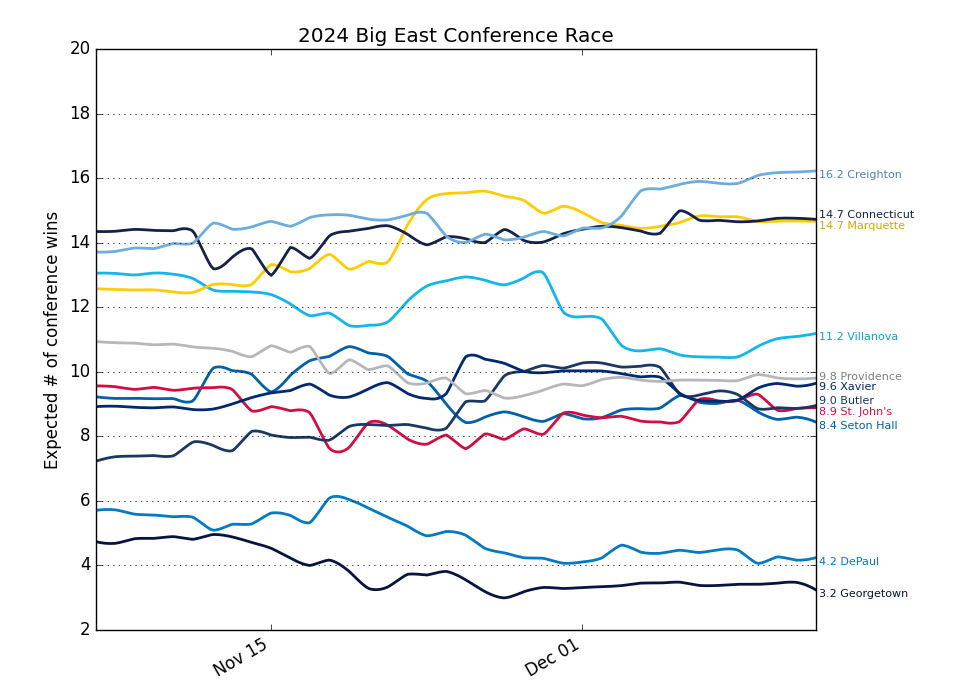 2024 Big East Conference Race
Expected # of conference wins
20
18
16
14
12
10
8
6
4
2
Nov 15
Dec 01
16.2 Creighton
14.7 Connecticut
14.7 Marquette
11.2 Villanova
9.8 Providence
9.6 Xavier
9.0 Butler
8.9 St. John's
8.4 Seton Hall
4.2 DePaul
3.2 Georgetown